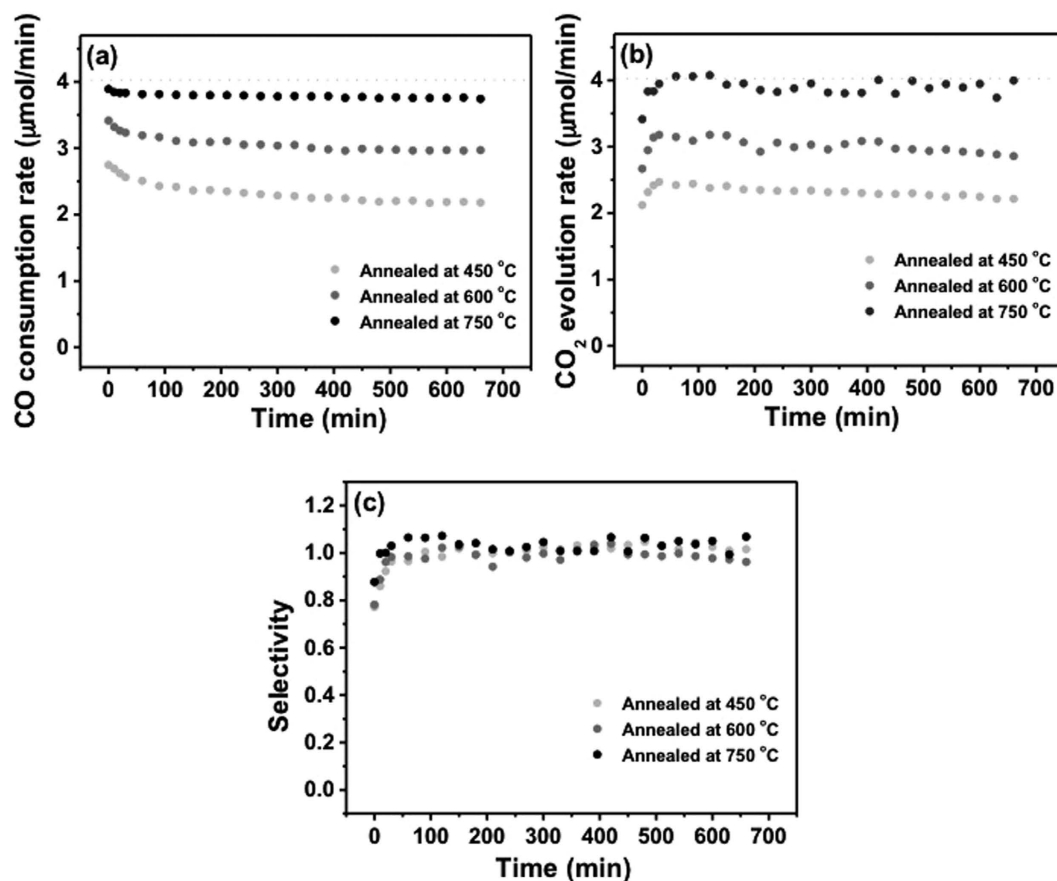 (a)
CO consumption rate (μmol/min)
4
3
2
1
0
Annealed at 450 °C
Annealed at 600 °C
Annealed at 750 °C
0 100 200 300 400 500 600 700
Time (min)
(b)
CO₂ evolution rate (μmol/min)
4
3
2
1
0
Annealed at 450 °C
Annealed at 600 °C
Annealed at 750 °C
0 100 200 300 400 500 600 700
Time (min)
(c)
Selectivity
1.2
1.0
0.8
0.6
0.4
0.2
0.0
Annealed at 450 °C
Annealed at 600 °C
Annealed at 750 °C
0 100 200 300 400 500 600 700
Time (min)